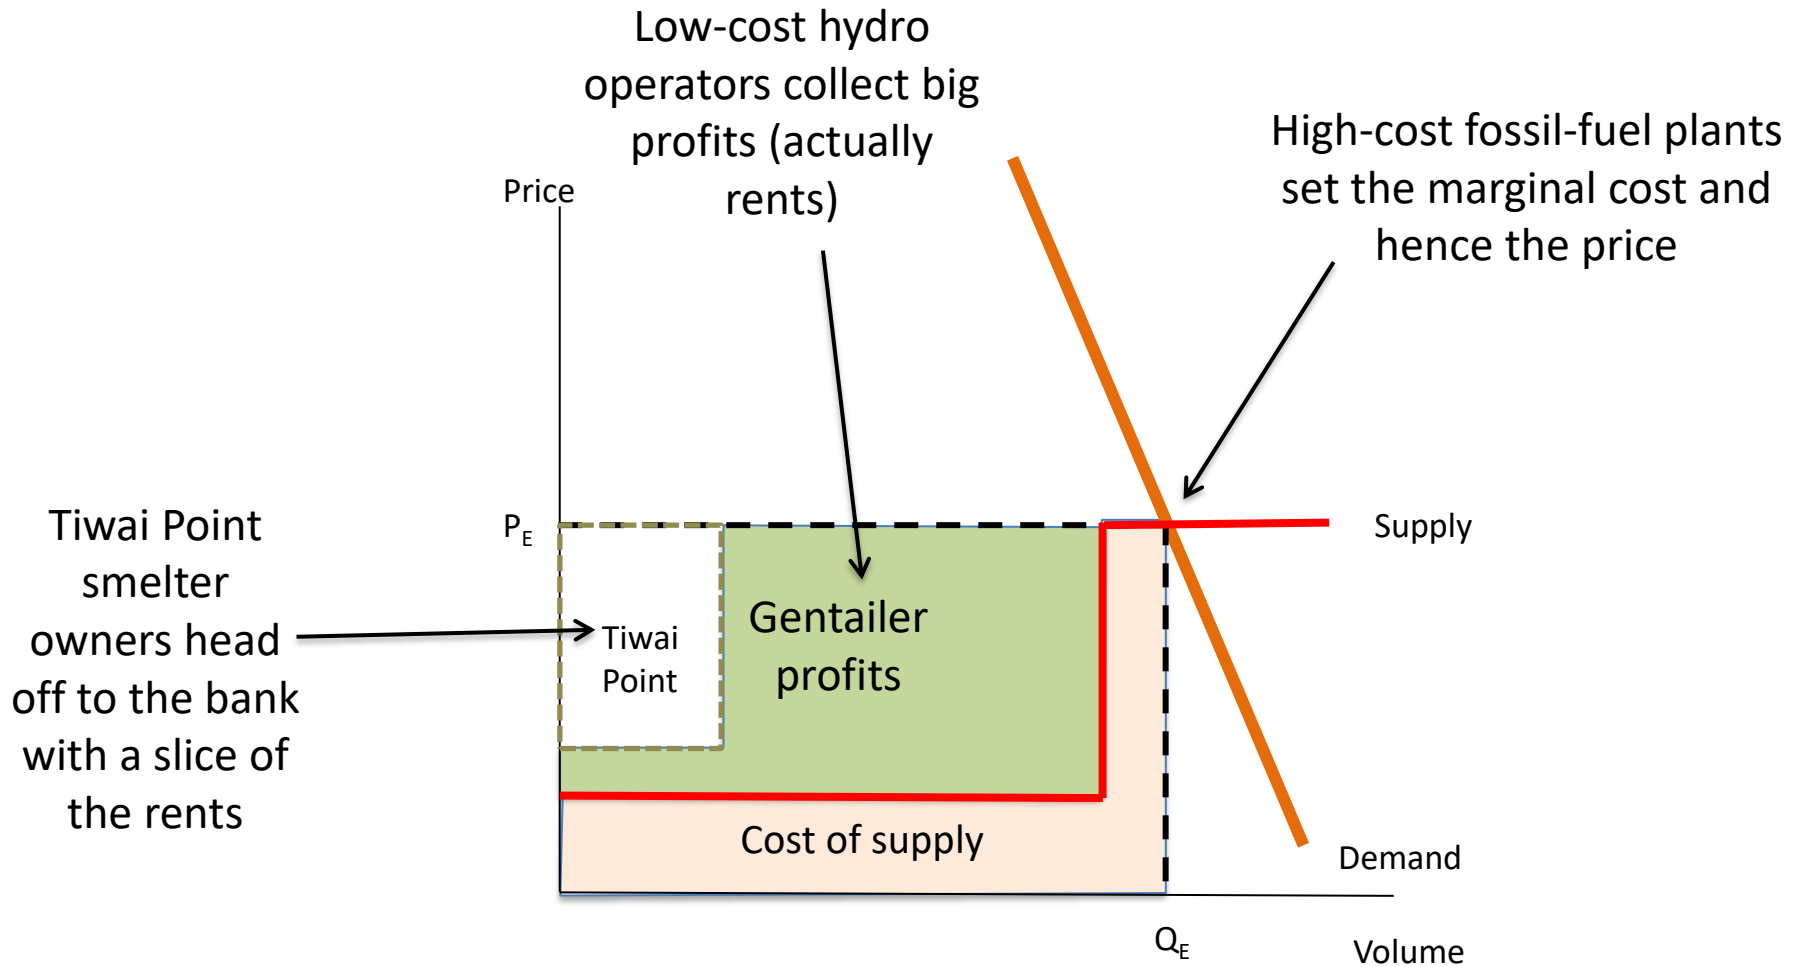 Low-cost hydro
operators collect big
profits (actually
rents)
High-cost fossil-fuel plants
set the marginal cost and
hence the price
Price
Tiwai Point
smelter
owners head
off to the bank
with a slice of
the rents
PE
Supply
Tiwai
Point
Gentailer
profits
Cost of supply
Demand
QE
Volume